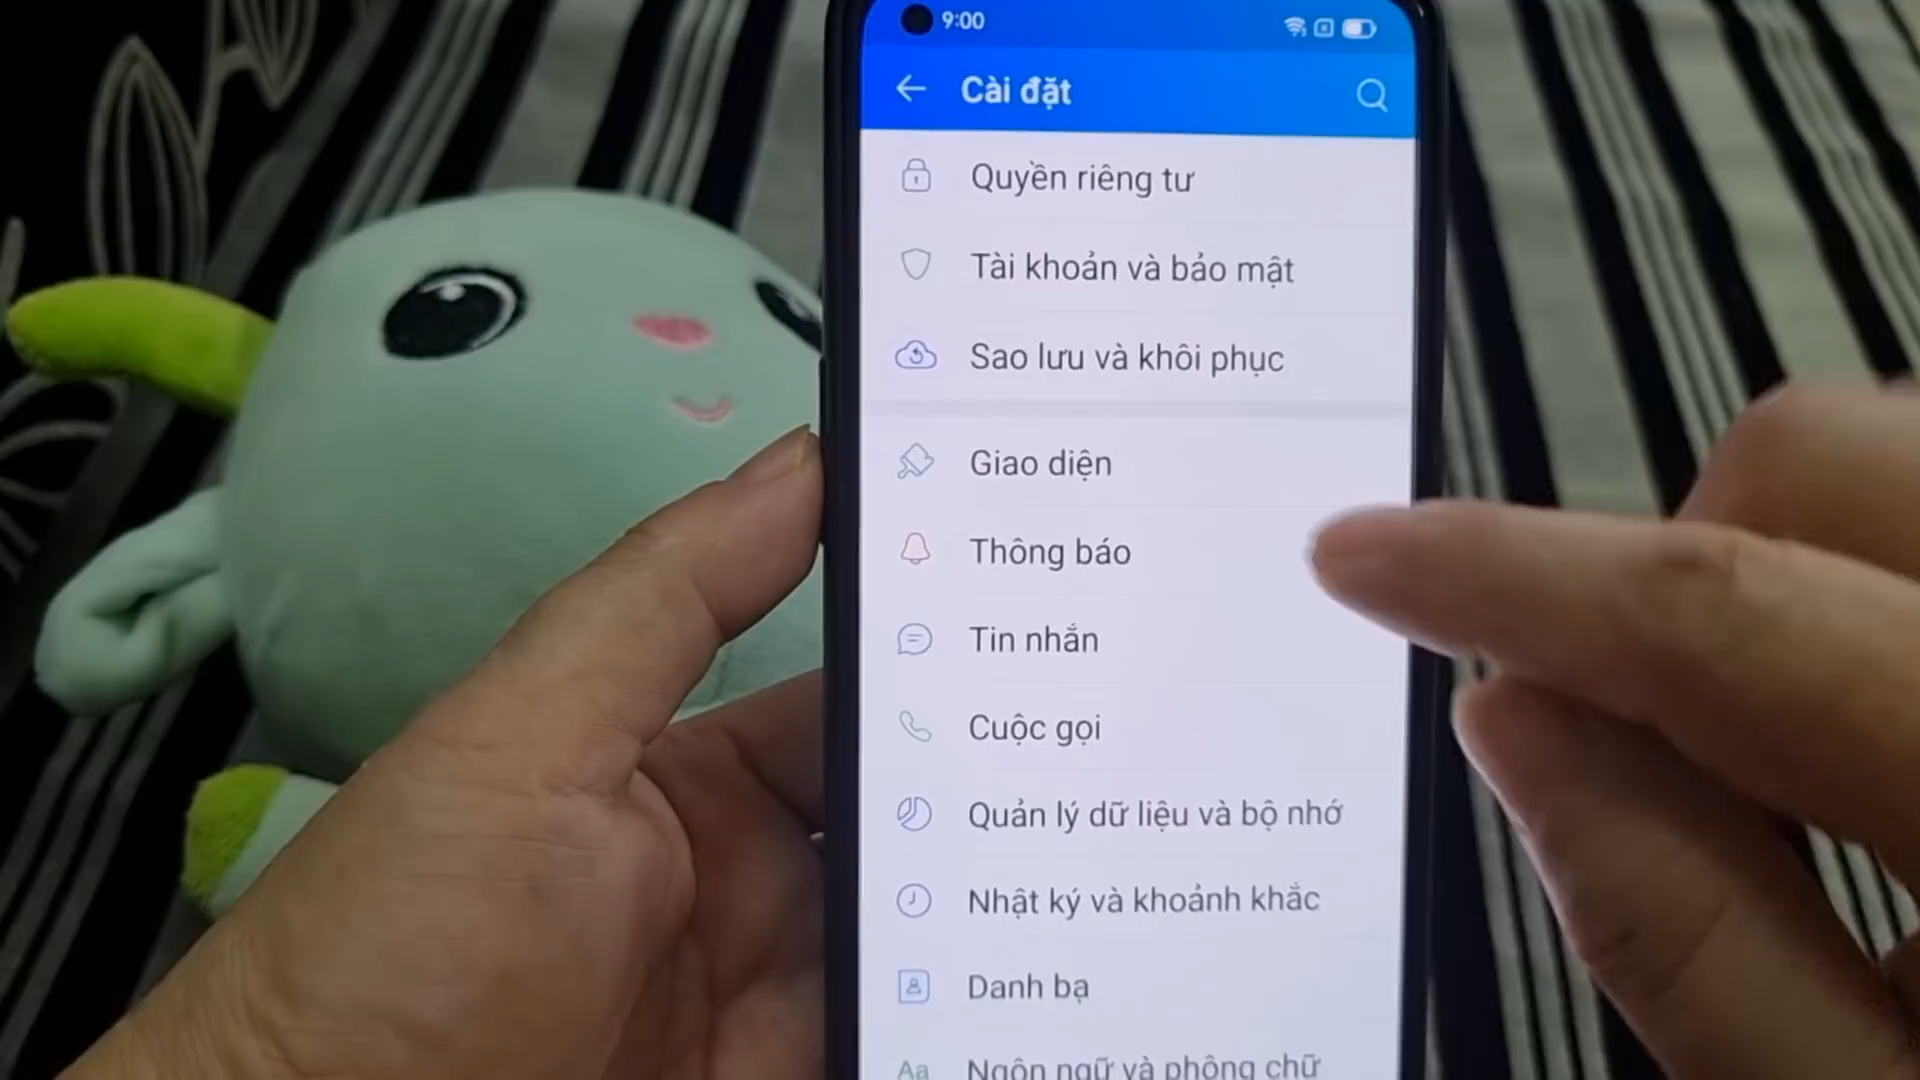 9:00
Cài đặt
Quyền riêng tư
Tài khoản và bảo mật
Sao lưu và khôi phục
Giao diện
Thông báo
Tin nhắn
Cuộc gọi
Quản lý dữ liệu và bộ nhớ
Nhật ký và khoảnh khắc
Danh bạ
Aa Ngôn ngữ và phông chữ